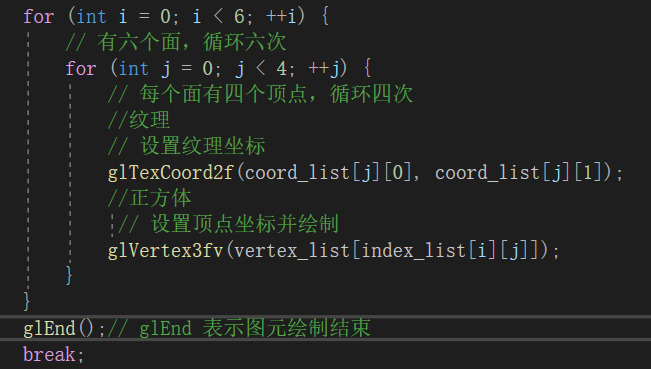 for (int i = 0; i < 6; ++i) {
// 有六个面，循环六次
for (int j = 0; j < 4; ++j) {
// 每个面有四个顶点，循环四次
//纹理
// 设置纹理坐标
glTexCoord2f(coord_list[j][0], coord_list[j][1]);
//正方体
// 设置顶点坐标并绘制
glVertex3fv(vertex_list[index_list[i][j]]);
}
}
glEnd();// glEnd 表示图元绘制结束
break;